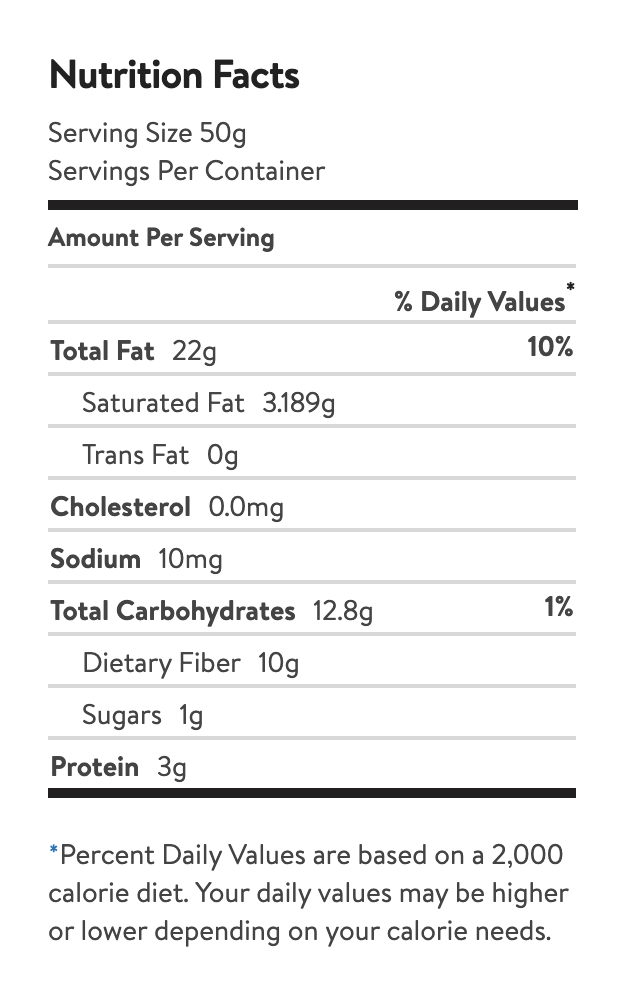 Nutrition Facts
Serving Size 50g
Servings Per Container
Amount Per Serving
% Daily Values*
Total Fat 22g 10%
Saturated Fat 3.189g
Trans Fat 0g
Cholesterol 0.0mg
Sodium 10mg
Total Carbohydrates 12.8g 1%
Dietary Fiber 10g
Sugars 1g
Protein 3g
*Percent Daily Values are based on a 2,000
calorie diet. Your daily values may be higher
or lower depending on your calorie needs.